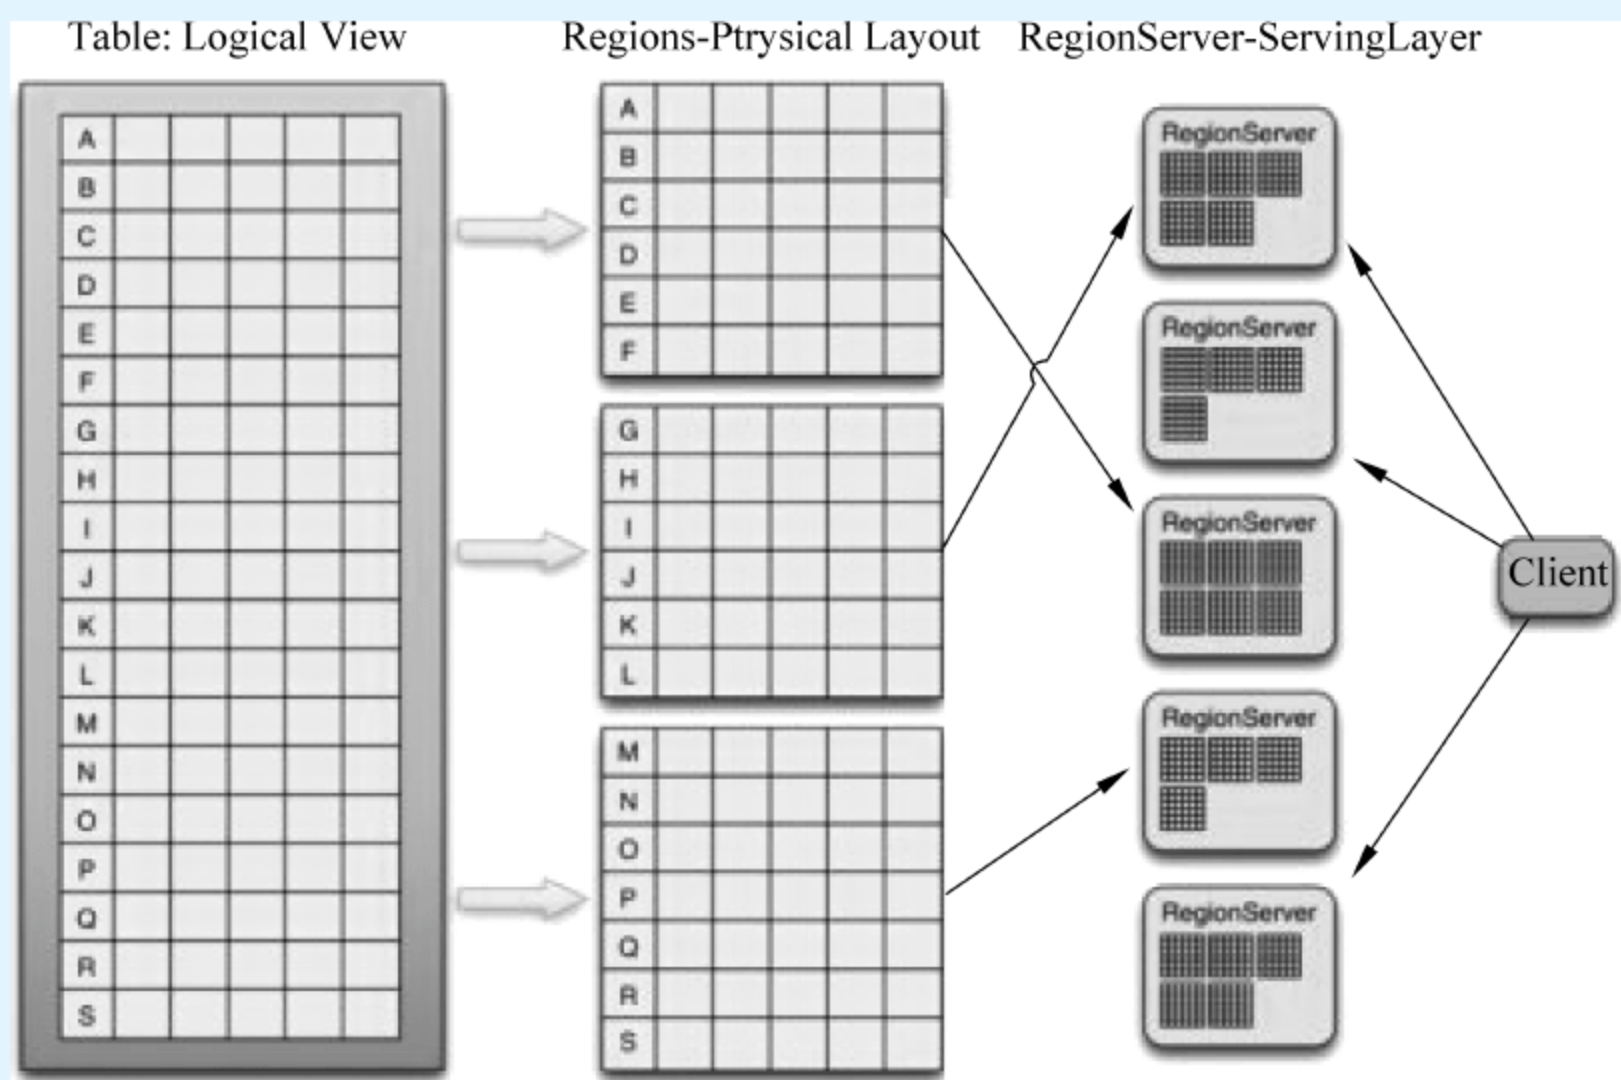 Table: Logical View
Regions-Ptrysical Layout
RegionServer-ServingLayer
A
B
C
D
E
F
G
H
I
J
K
L
M
N
O
P
Q
R
S
A
B
C
D
E
F
G
H
I
J
K
L
M
N
O
P
Q
R
S
RegionServer
RegionServer
RegionServer
RegionServer
RegionServer
Client